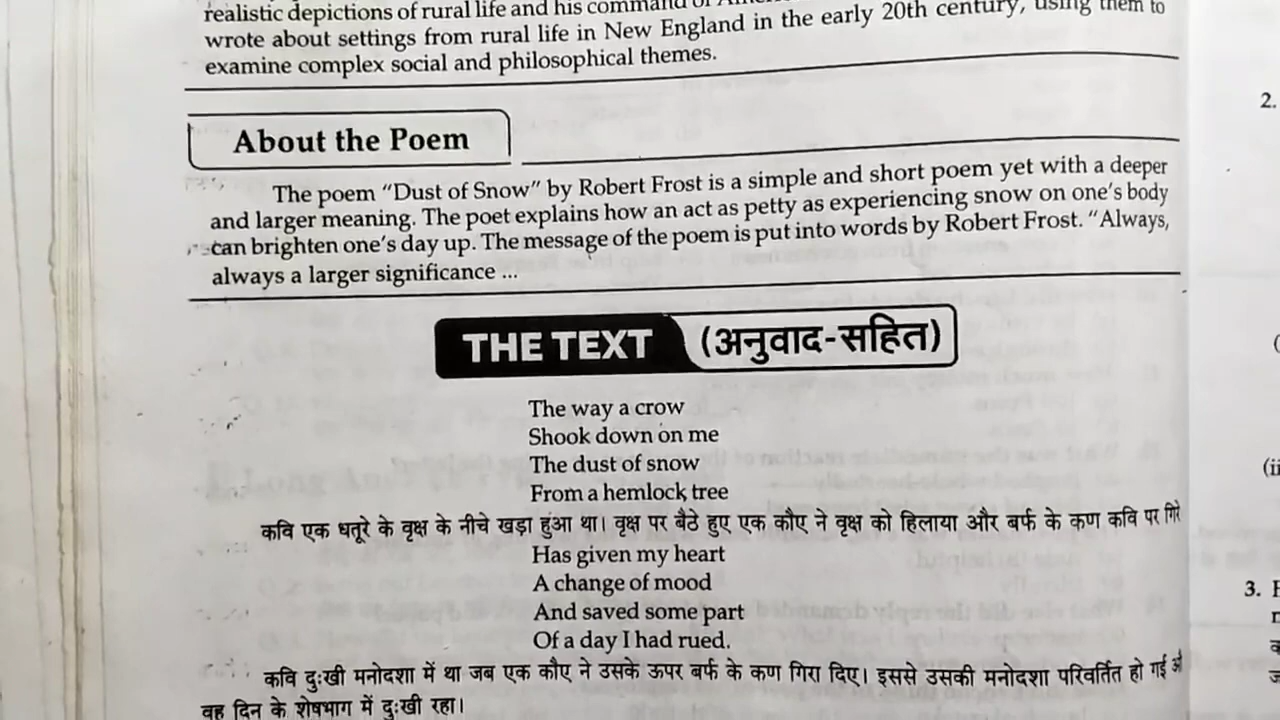 realistic depictions of rural life and his command of
wrote about settings from rural life in New England in the early 20th century, using them to
examine complex social and philosophical themes.
About the Poem
The poem “Dust of Snow” by Robert Frost is a simple and short poem yet with a deeper
and larger meaning. The poet explains how an act as petty as experiencing snow on one’s body
can brighten one’s day up. The message of the poem is put into words by Robert Frost. “Always,
always a larger significance ...
THE TEXT (अनुवाद-सहित)
The way a crow
Shook down on me
The dust of snow
From a hemlock tree
कवि एक धतूरे के वृक्ष के नीचे खड़ा हुआ था। वृक्ष पर बैठे हुए एक कौए ने वृक्ष को हिलाया और बर्फ के कण कवि पर गिरे
Has given my heart
A change of mood
And saved some part
Of a day I had rued.
कवि दुःखी मनोदशा में था जब एक कौए ने उसके ऊपर बर्फ के कण गिरा दिए। इससे उसकी मनोदशा परिवर्तित हो गई
वह दिन के शेषभाग में दुःखी रहा।
2.
(ii
3.